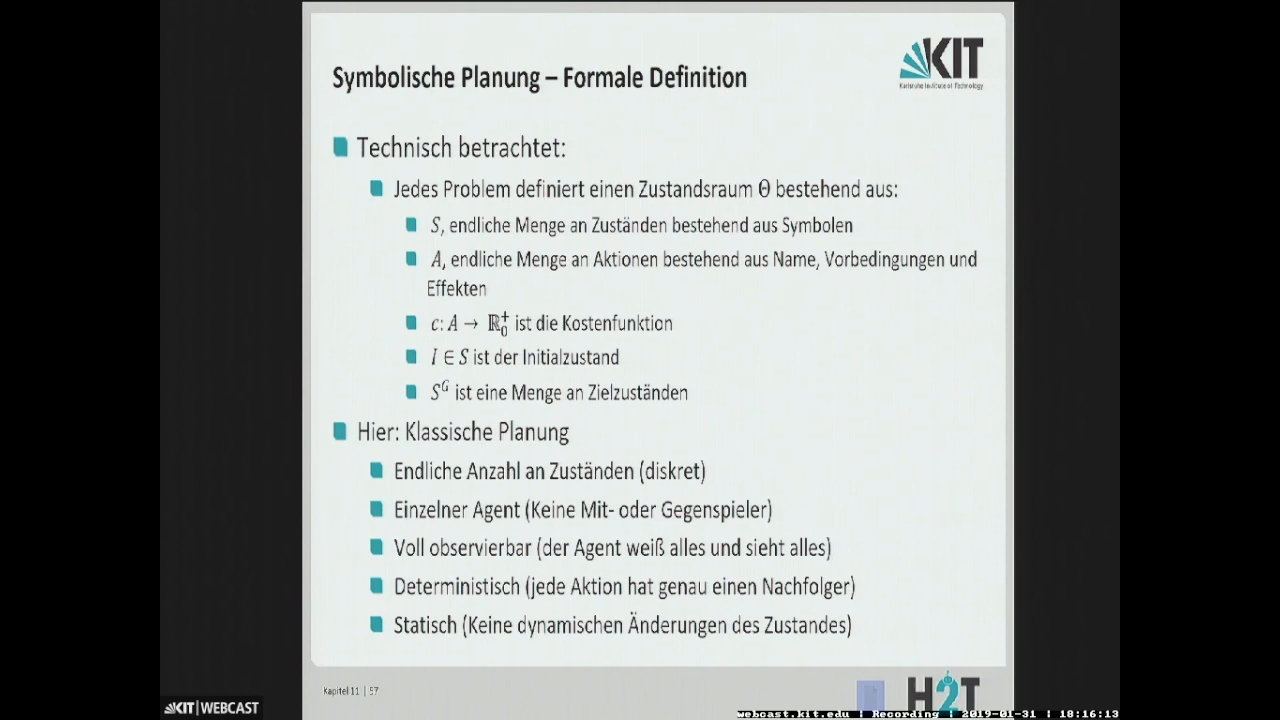 KIT
Karlsruhe Institute of Technology
Symbolische Planung – Formale Definition
Technisch betrachtet:
Jedes Problem definiert einen Zustandsraum Θ bestehend aus:
S, endliche Menge an Zuständen bestehend aus Symbolen
A, endliche Menge an Aktionen bestehend aus Name, Vorbedingungen und
Effekten
c: A → ℝ₀⁺ ist die Kostenfunktion
I ∈ S ist der Initialzustand
Sᴳ ist eine Menge an Zielzuständen
Hier: Klassische Planung
Endliche Anzahl an Zuständen (diskret)
Einzelner Agent (Keine Mit- oder Gegenspieler)
Voll observierbar (der Agent weiß alles und sieht alles)
Deterministisch (jede Aktion hat genau einen Nachfolger)
Statisch (Keine dynamischen Änderungen des Zustandes)
Kapitel 11 | 57
H2T
KIT | WEBCAST
webcast.kit.edu | Recording | 2019-01-31 | 18:16:13